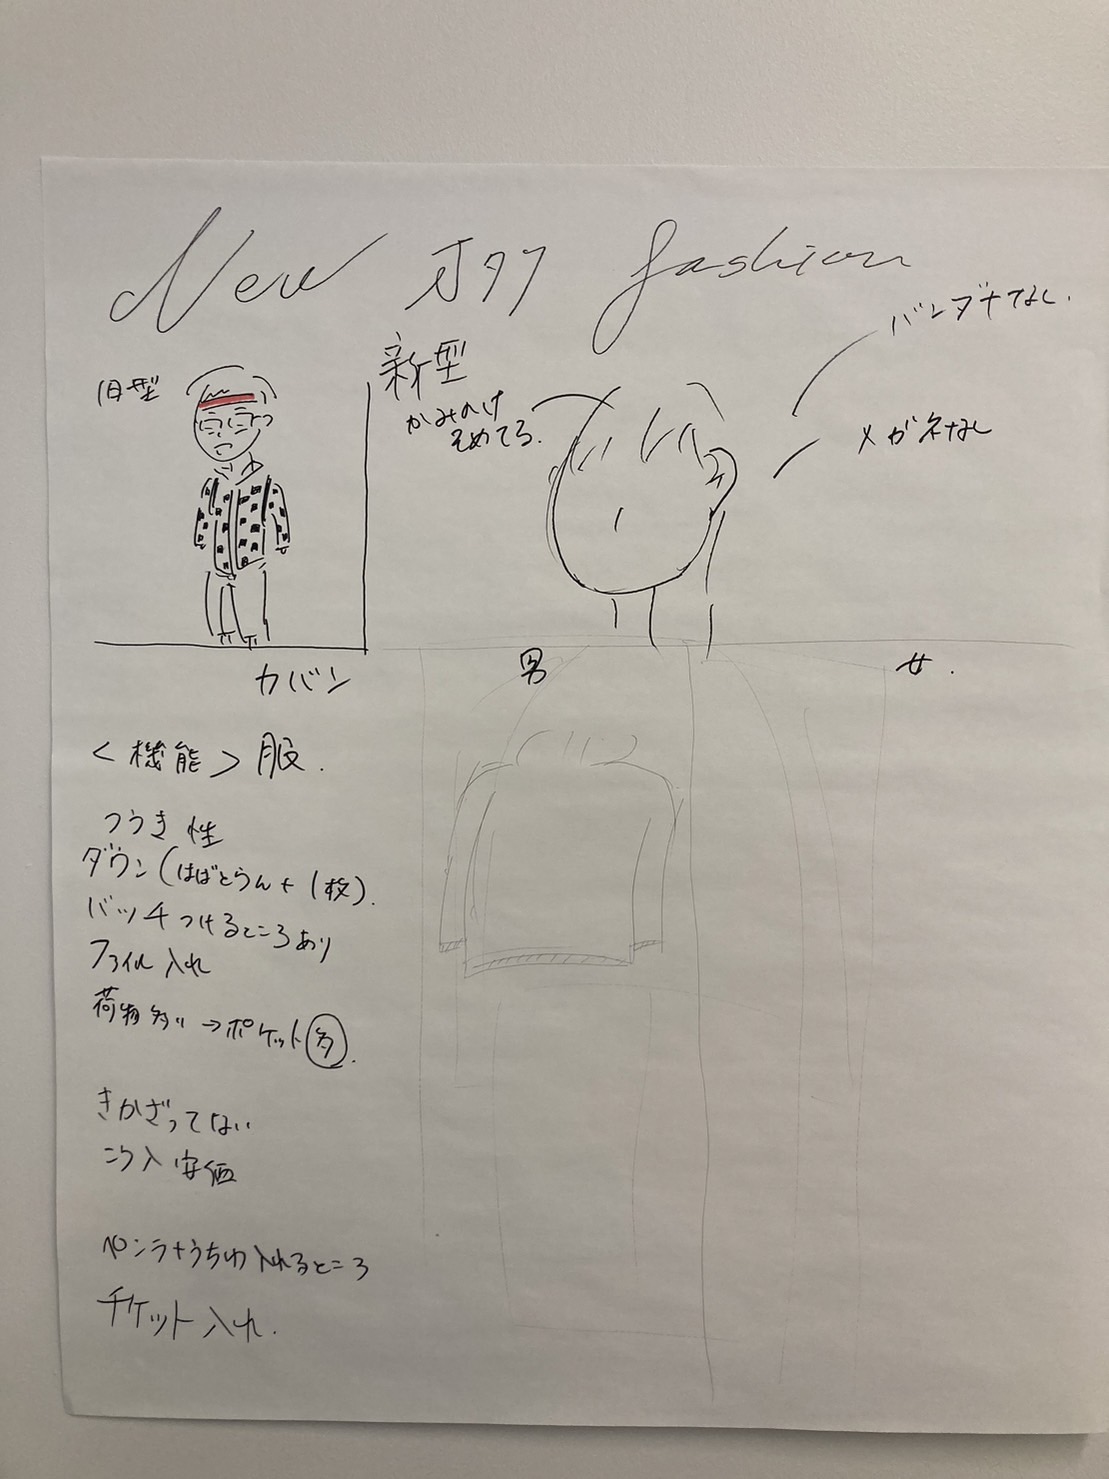 New オタク fashion
旧型
新型
かみのけ
そめてる.
バンダナなし.
メガネなし
男
女.
カバン
<機能>服.
つうき性
ダウン(はばとらん+1枚).
バッチつけるところあり
ファイル入れ
荷物多い→ポケット多.
きかざってない
こう入安価
ペンラ+うちわ入れるところ
チケット入れ.